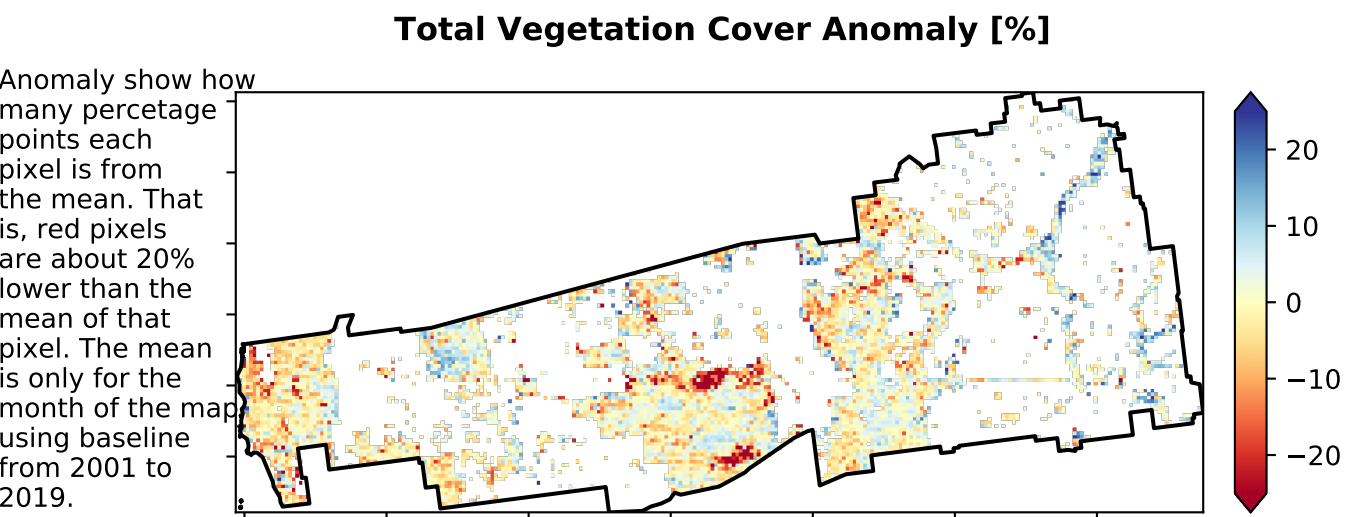 Total Vegetation Cover Anomaly [%]
Anomaly show how
many percetage
points each
pixel is from
the mean. That
is, red pixels
are about 20%
lower than the
mean of that
pixel. The mean
is only for the
month of the map
using baseline
from 2001 to
2019.
20
10
0
−10
−20